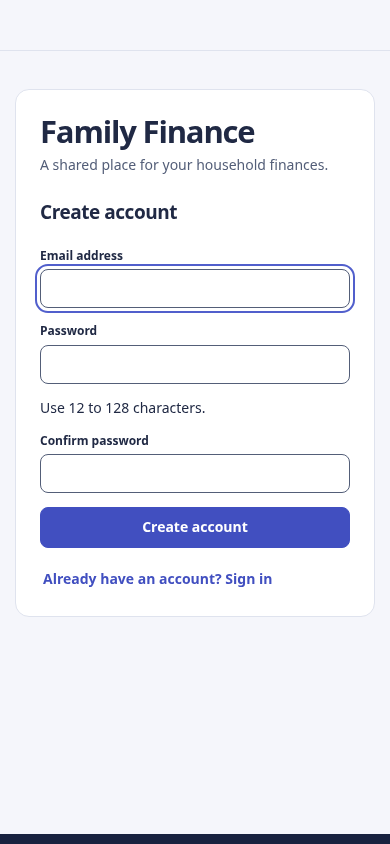 Family Finance
A shared place for your household finances.
Create account
Email address
Password
Use 12 to 128 characters.
Confirm password
Create account
Already have an account? Sign in